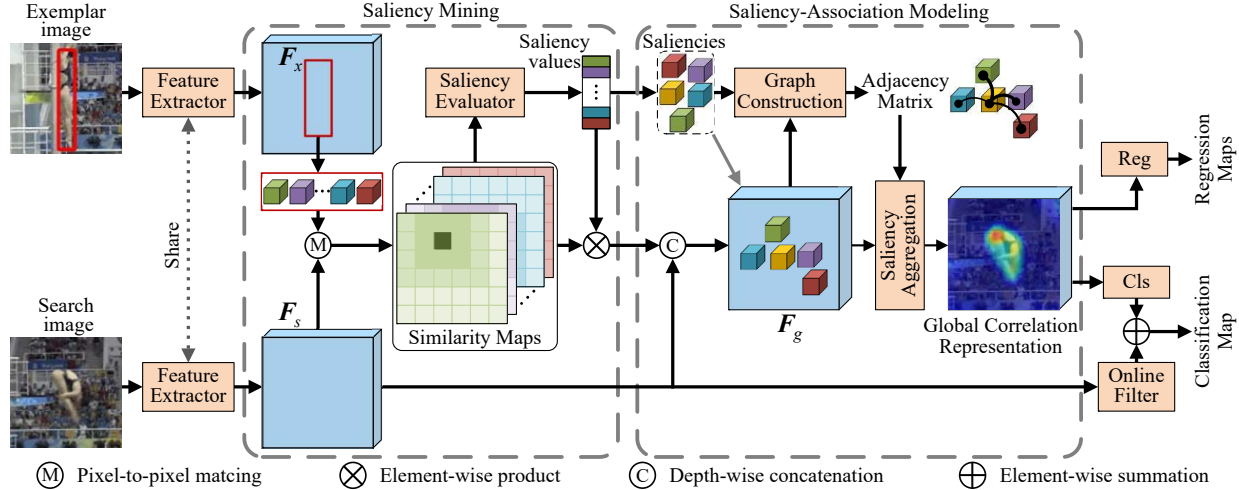 Exemplar
image
Saliency Mining
Saliency-Association Modeling
Feature
Extractor
F_x
Saliency
Evaluator
Saliency
values
Saliencies
Graph
Construction
Adjacency
Matrix
Reg
Regression
Maps
Share
M
C
Saliency
Aggregation
Search
image
F_s
Similarity Maps
F_g
Global Correlation
Representation
Cls
Classification
Map
Feature
Extractor
Online
Filter
M Pixel-to-pixel matcing
Element-wise product
C Depth-wise concatenation
Element-wise summation